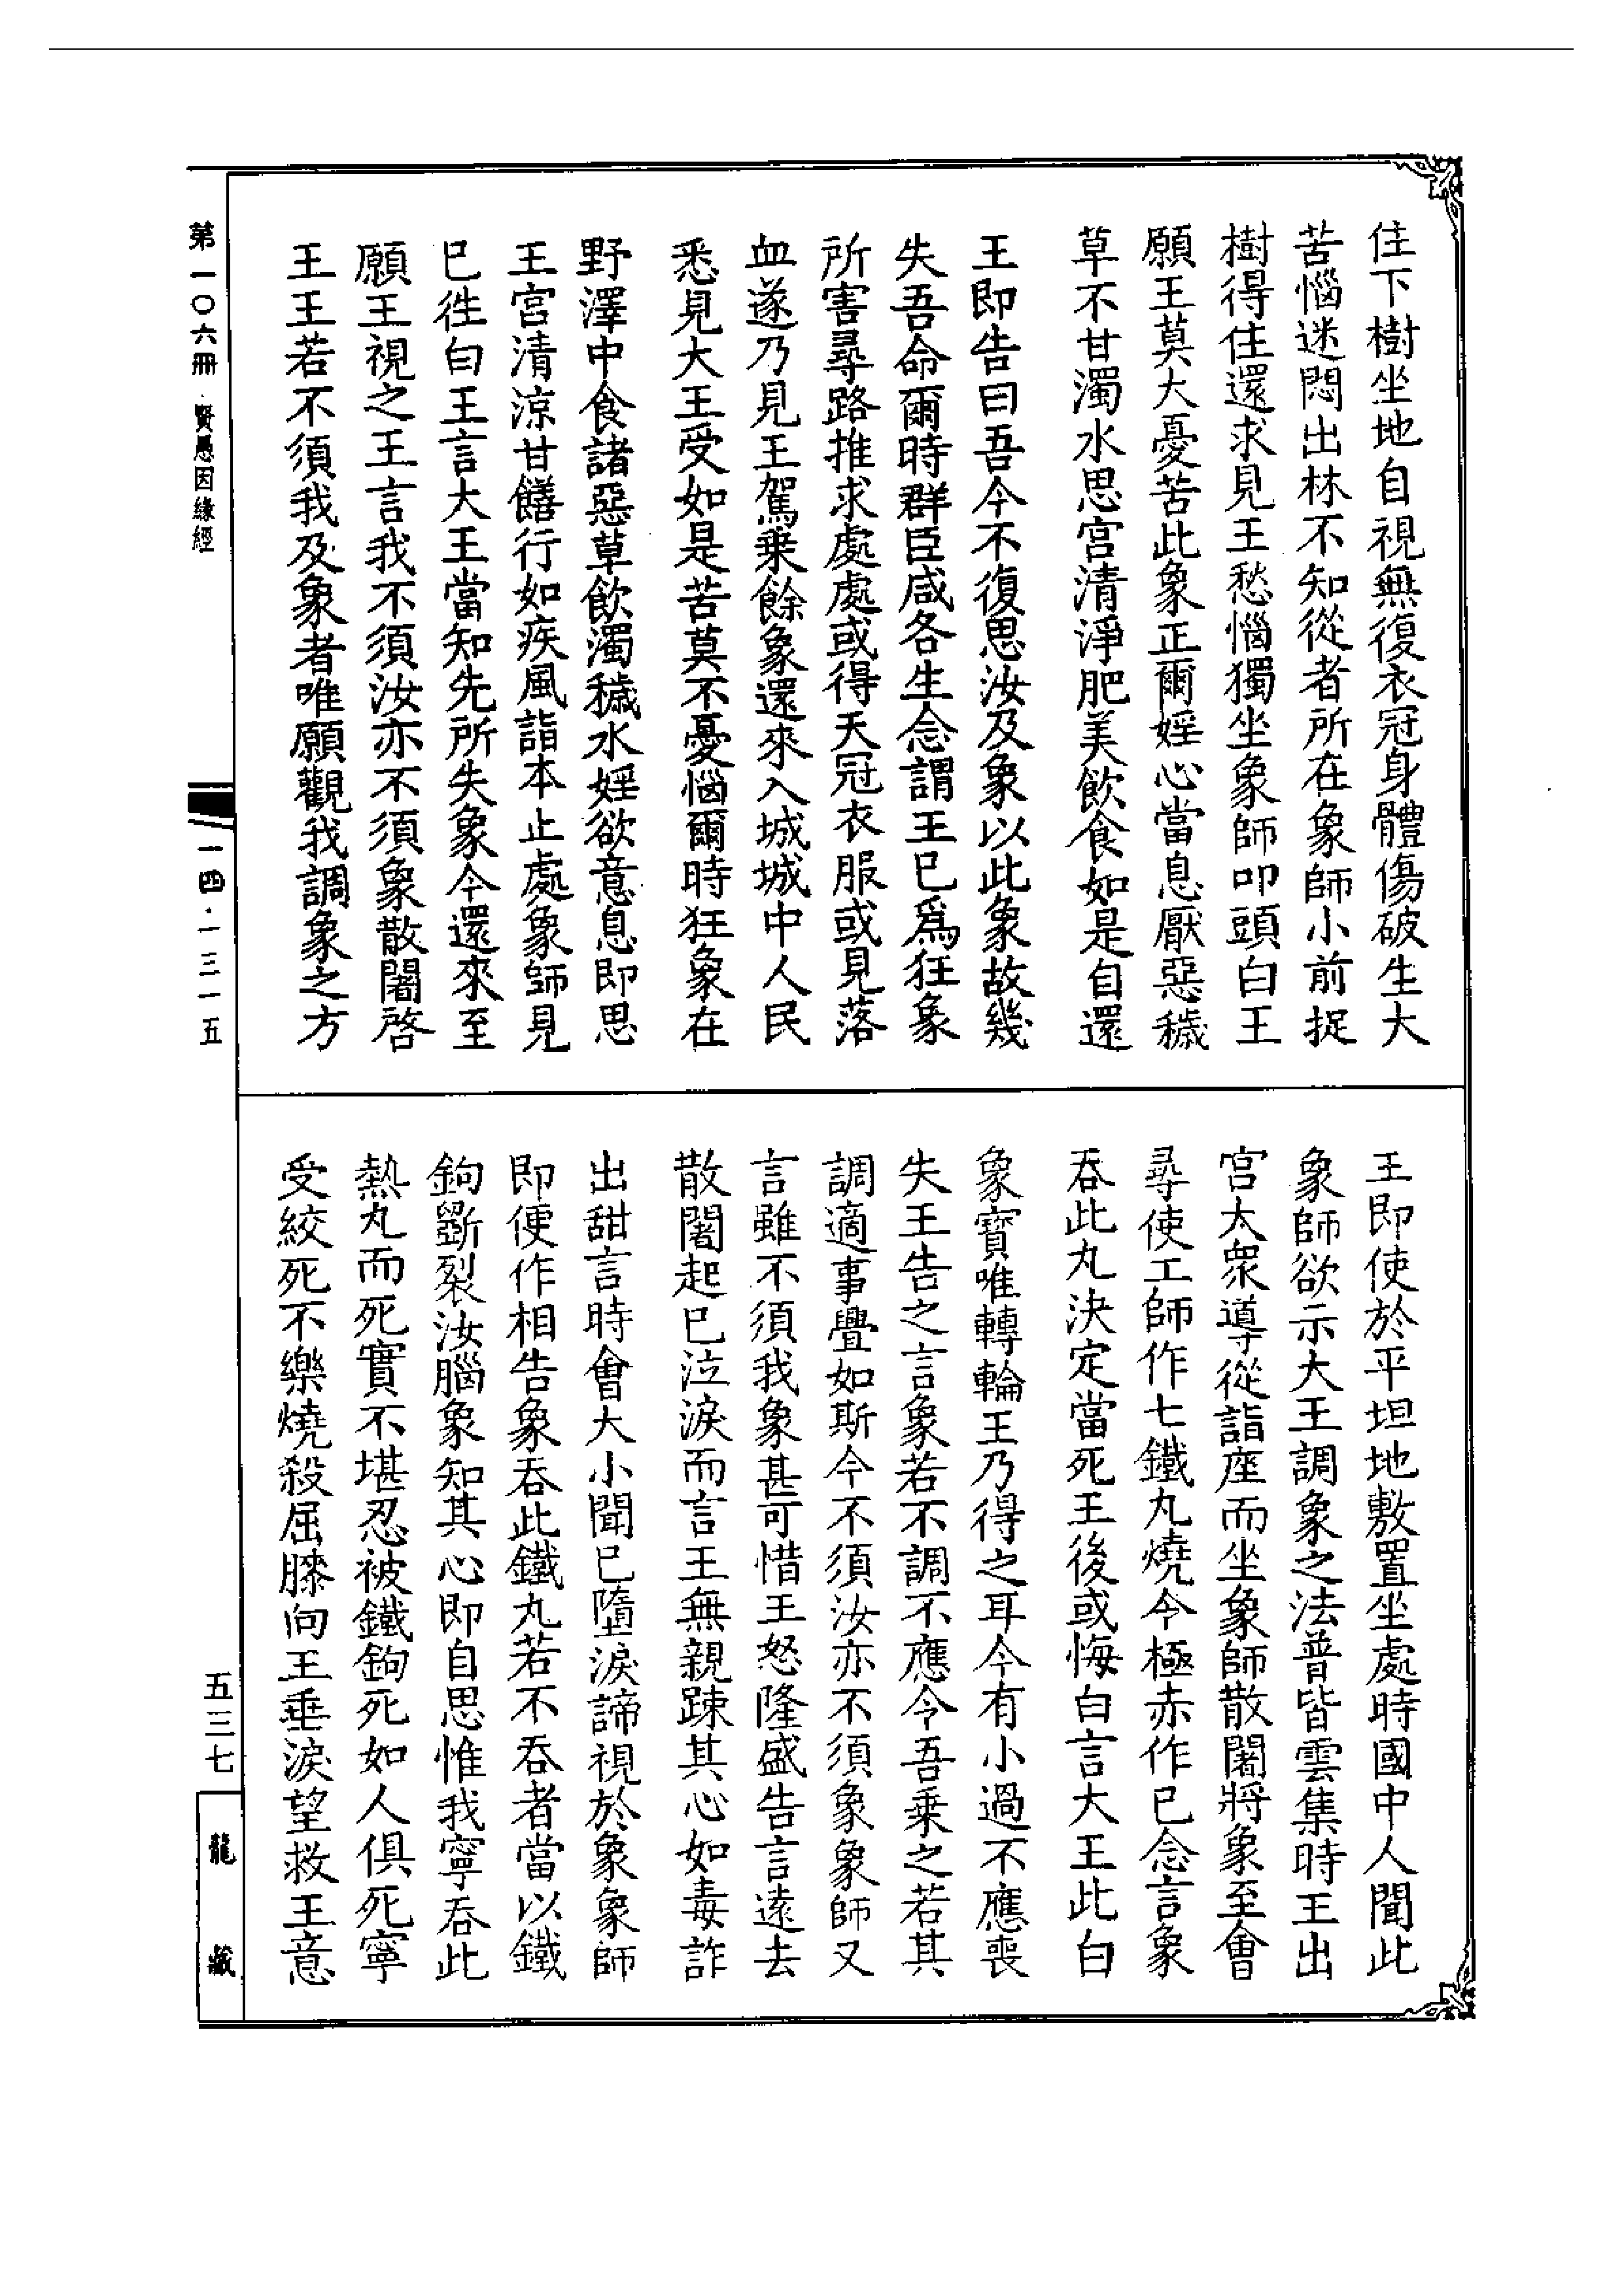 住下樹坐地自視無復衣冠身體傷破生大
苦惱迷悶出林不知從者所在象師小前捉
樹得住還求見王愁惱獨坐象師叩頭白王
願王莫大憂苦此象正爾婬心當息厭惡穢
草不甘濁水思宮清淨肥美飲食如是自還
王即告曰吾今不復思汝及象以此象故幾
失吾命爾時群臣咸各生念謂王已爲狂象
所害尋路推求處處或得天冠衣服或見落
血遂乃見王駕乗餘象還來入城城中人民
悉見大王受如是苦莫不憂惱爾時狂象在
野澤中食諸惡草飲濁穢水婬欲意息即思
王宮清涼甘饍行如疾風詣本止處象師見
已徃白王言大王當知先所失象今還來至
願王視之王言我不須汝亦不須象散闍啓
王王若不須我及象者唯願觀我調象之方
王即使於平坦地敷置坐處時國中人聞此
象師欲示大王調象之法普皆雲集時王出
宮大衆導從詣座而坐象師散闍將象至會
尋使工師作七鐵丸燒令極赤作已念言象
吞此丸決定當死王後或悔白言大王此白
象寶唯轉輪王乃得之耳今有小過不應喪
失王告之言象若不調不應令吾乗之若其
調適事舋如斯今不須汝亦不須象象師又
言雖不須我象甚可惜王怒隆盛告言遠去
散闍起已泣淚而言王無親踈其心如毒詐
出甜言時會大小聞已墮淚諦視於象象師
即便作相告象吞此鐵丸若不吞者當以鐵
鉤斵裂汝腦象知其心即自思惟我寧吞此
熱丸而死實不堪忍被鐵鉤死如人俱死寧
受絞死不樂燒殺屈膝向王垂淚望救王意
第一〇六冊 賢愚因緣經
一四·一三一五
五三七
龍藏